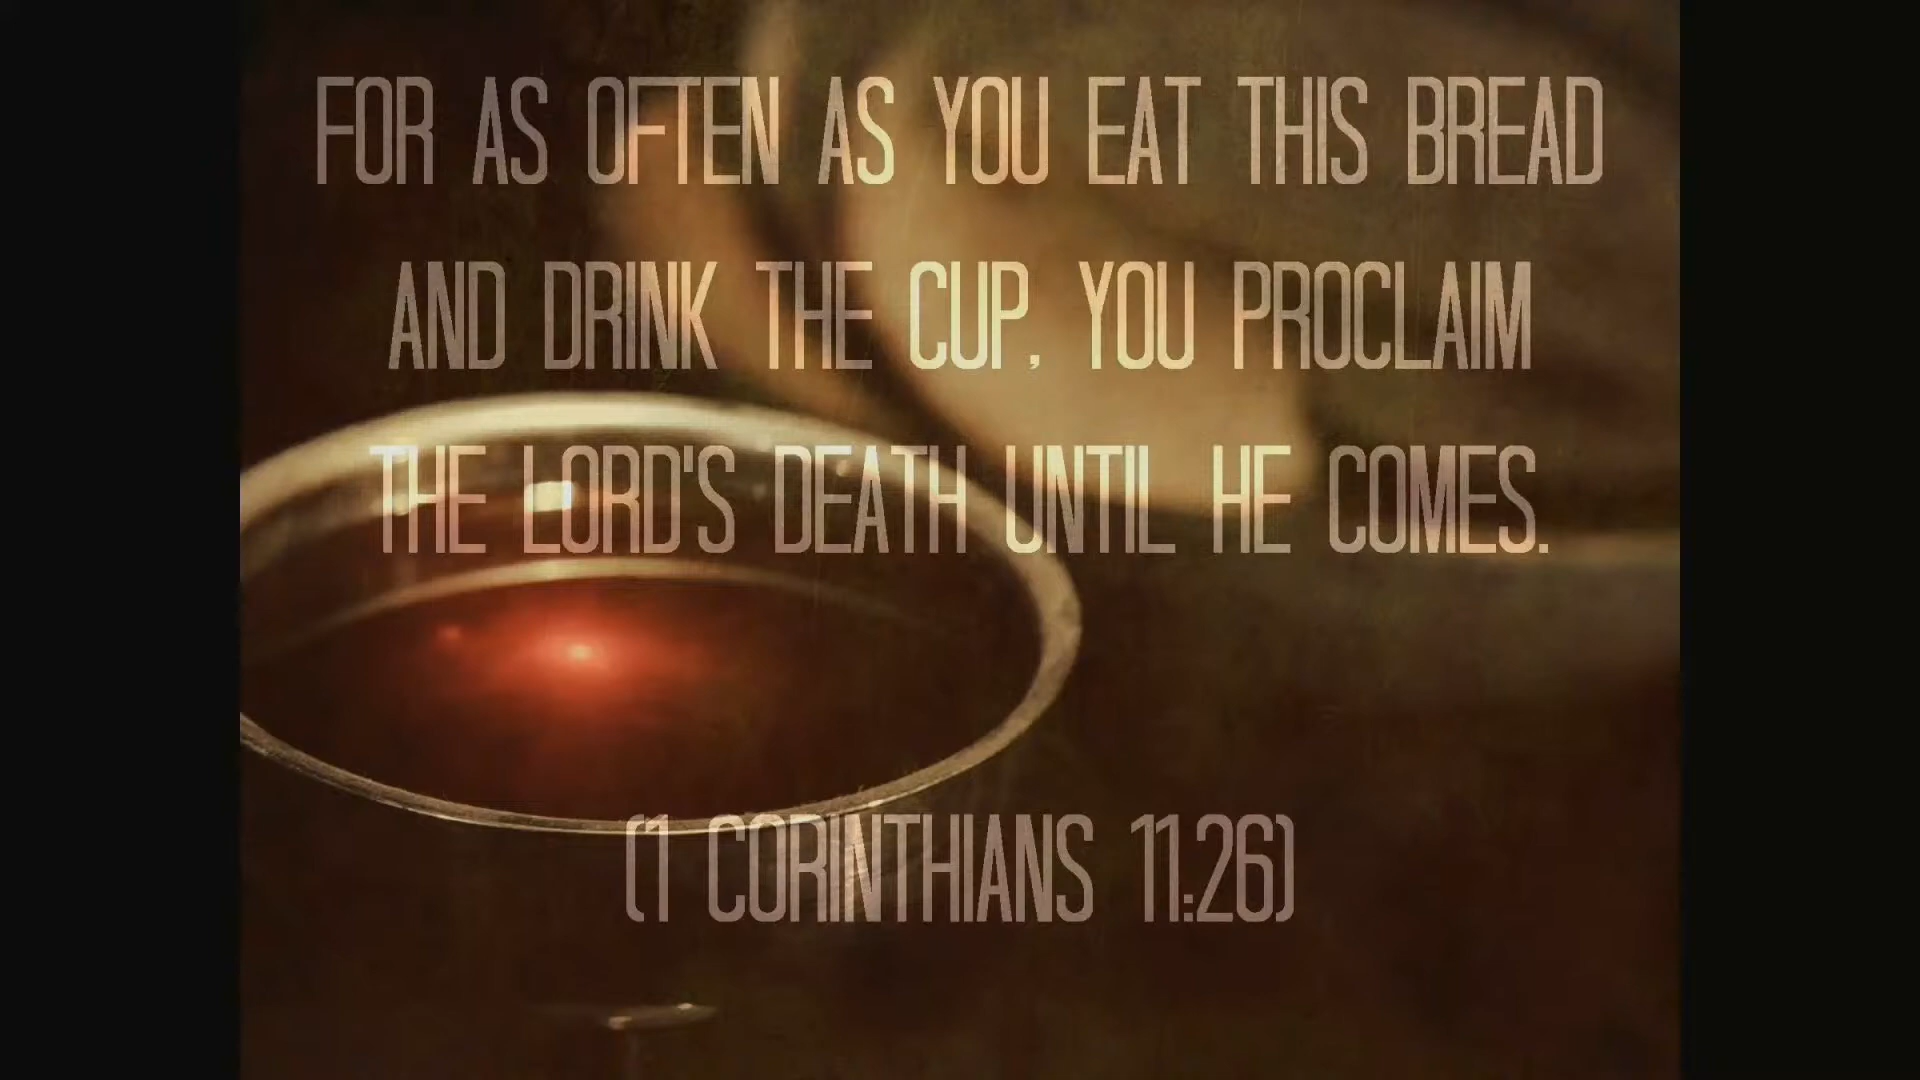 FOR AS OFTEN AS YOU EAT THIS BREAD
AND DRINK THE CUP, YOU PROCLAIM
THE LORD'S DEATH UNTIL HE COMES.
(1 CORINTHIANS 11:26)